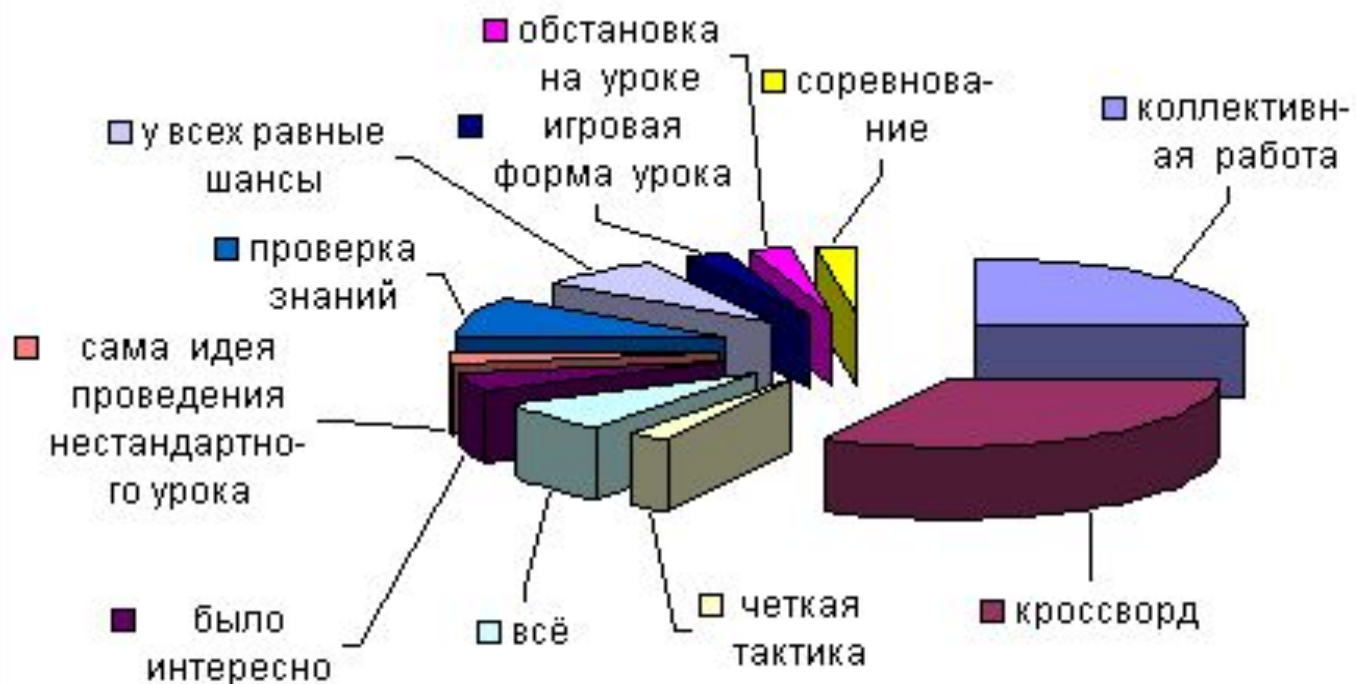 обстановка
на уроке
соревнова-
ние
коллективн-
ая работа
игровая
форма урока
у всех равные
шансы
проверка
знаний
сама идея
проведения
нестандартно-
го урока
было
интересно
всё
четкая
тактика
кроссворд